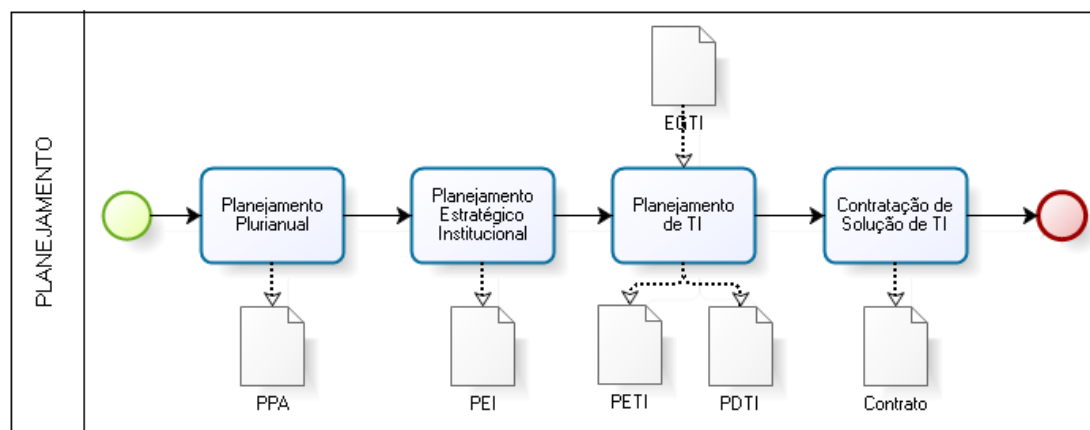 PLANEJAMENTO
EGTI
Planejamento
Plurianual
Planejamento
Estratégico
Institucional
Planejamento
de TI
Contratação de
Solução de TI
PPA
PEI
PETI
PDTI
Contrato